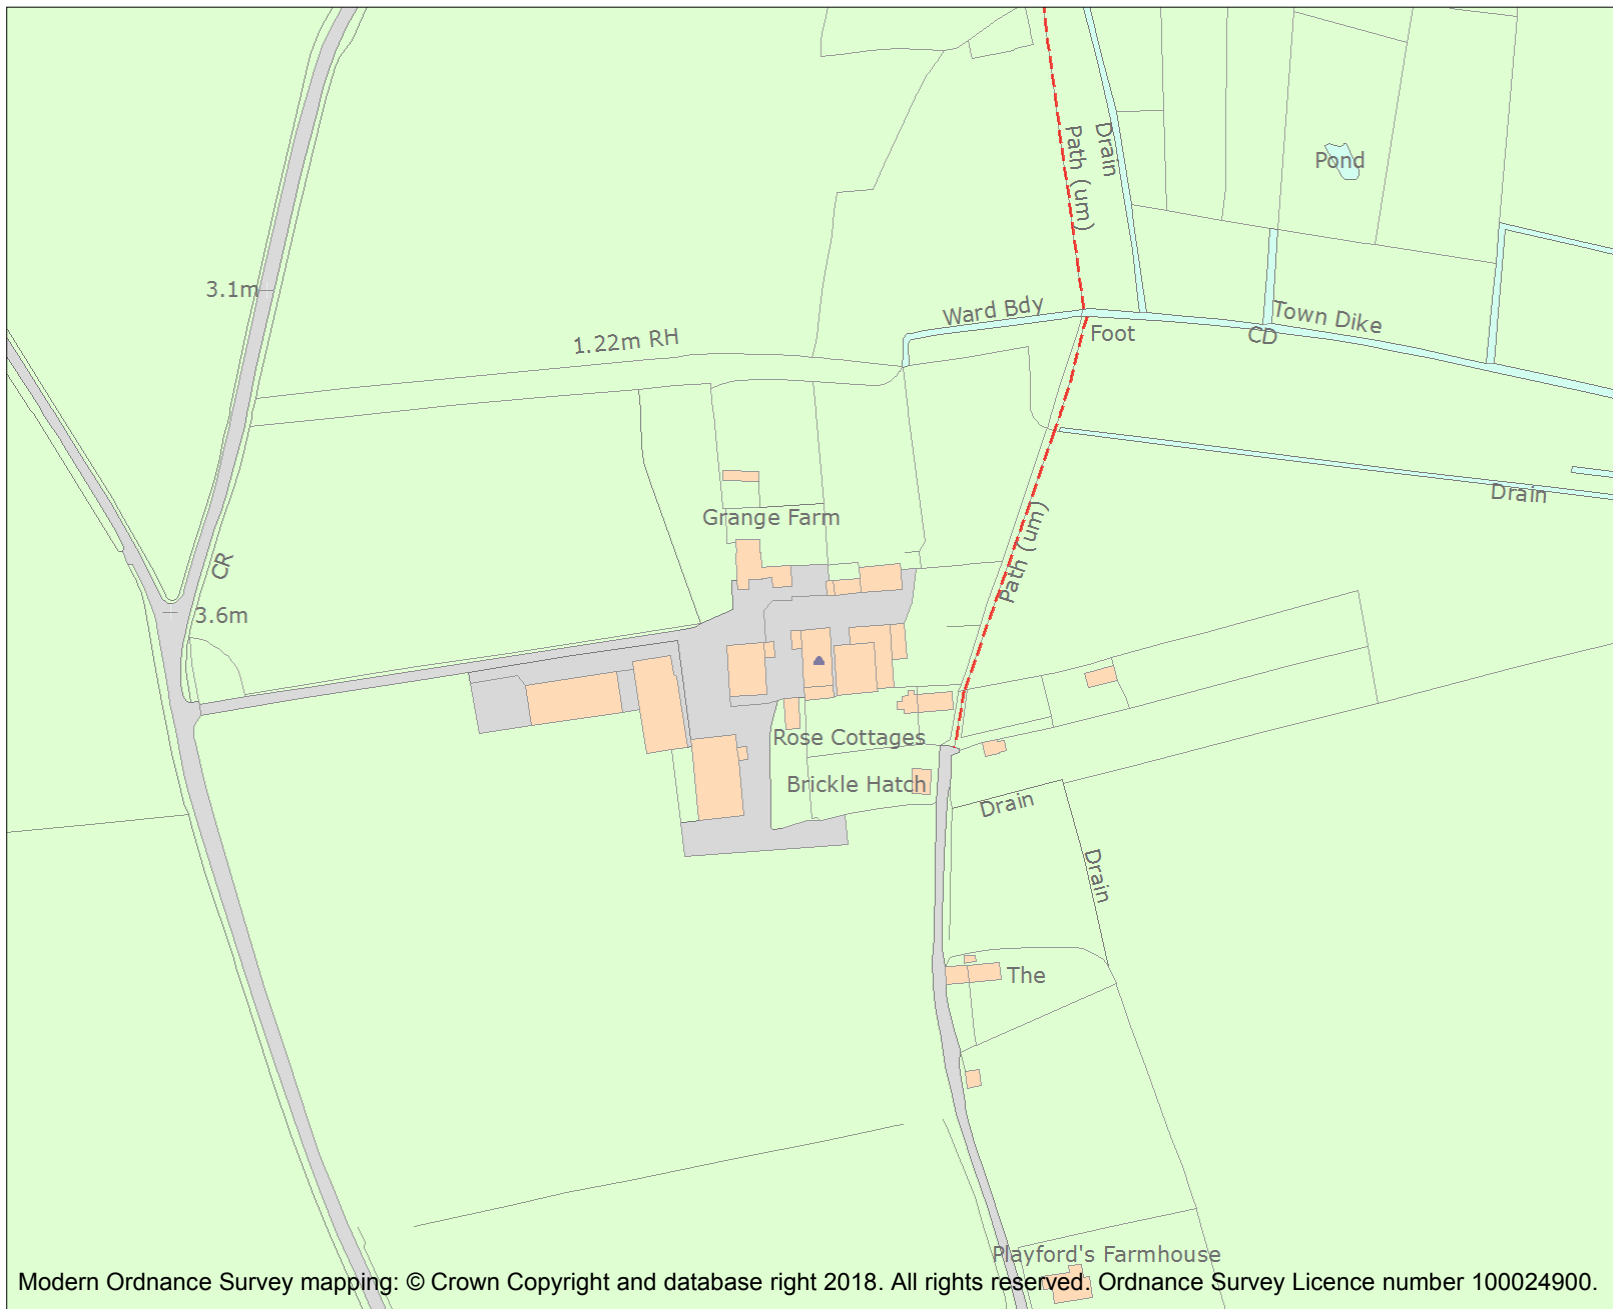 Drain
Path (um)
Pond
3.1m
Ward Bdy
Town Dike
Foot
CD
1.22m RH
Drain
Grange Farm
Path (um)
CR
3.6m
Rose Cottages
Brickle Hatch
Drain
Drain
The
Playford's Farmhouse
Modern Ordnance Survey mapping: © Crown Copyright and database right 2018. All rights reserved. Ordnance Survey Licence number 100024900.